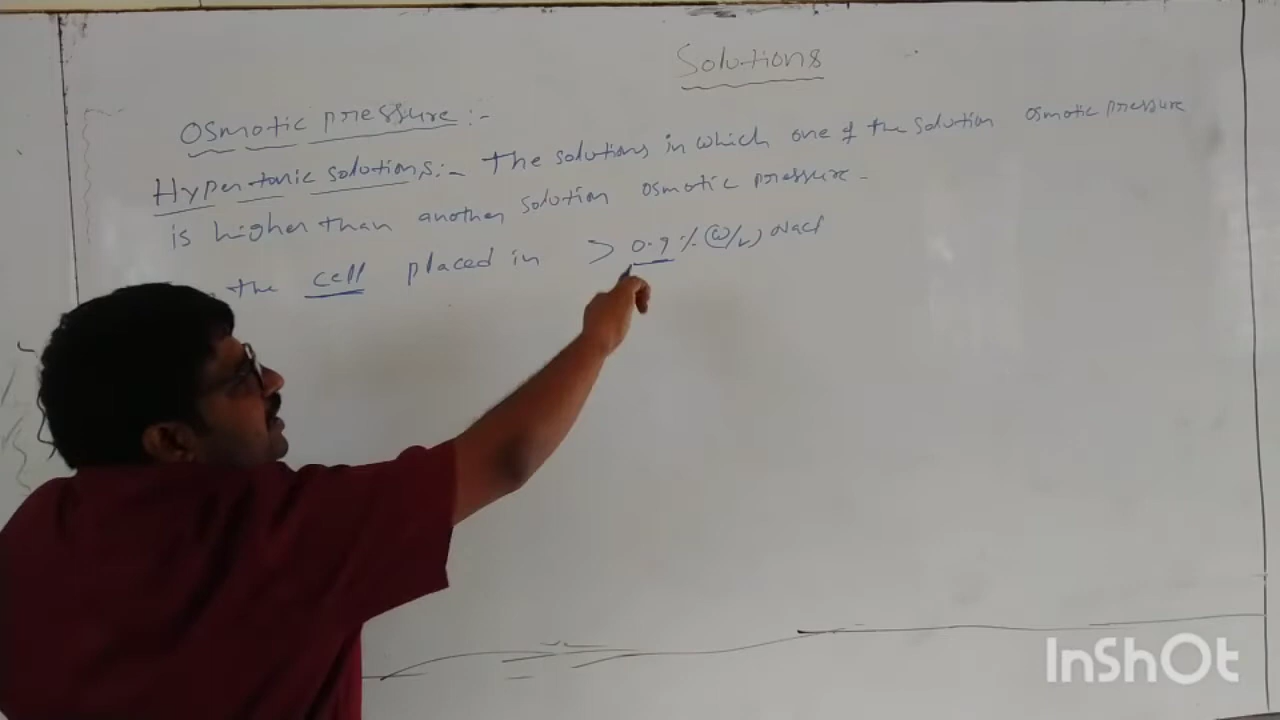 Solutions
Osmotic pressure :-
Hypertonic solutions :- The solutions in which one of the solution osmotic pressure
is higher than another solution osmotic pressure -
the cell placed in > 0.9 % (w/v) NaCl
InShOt